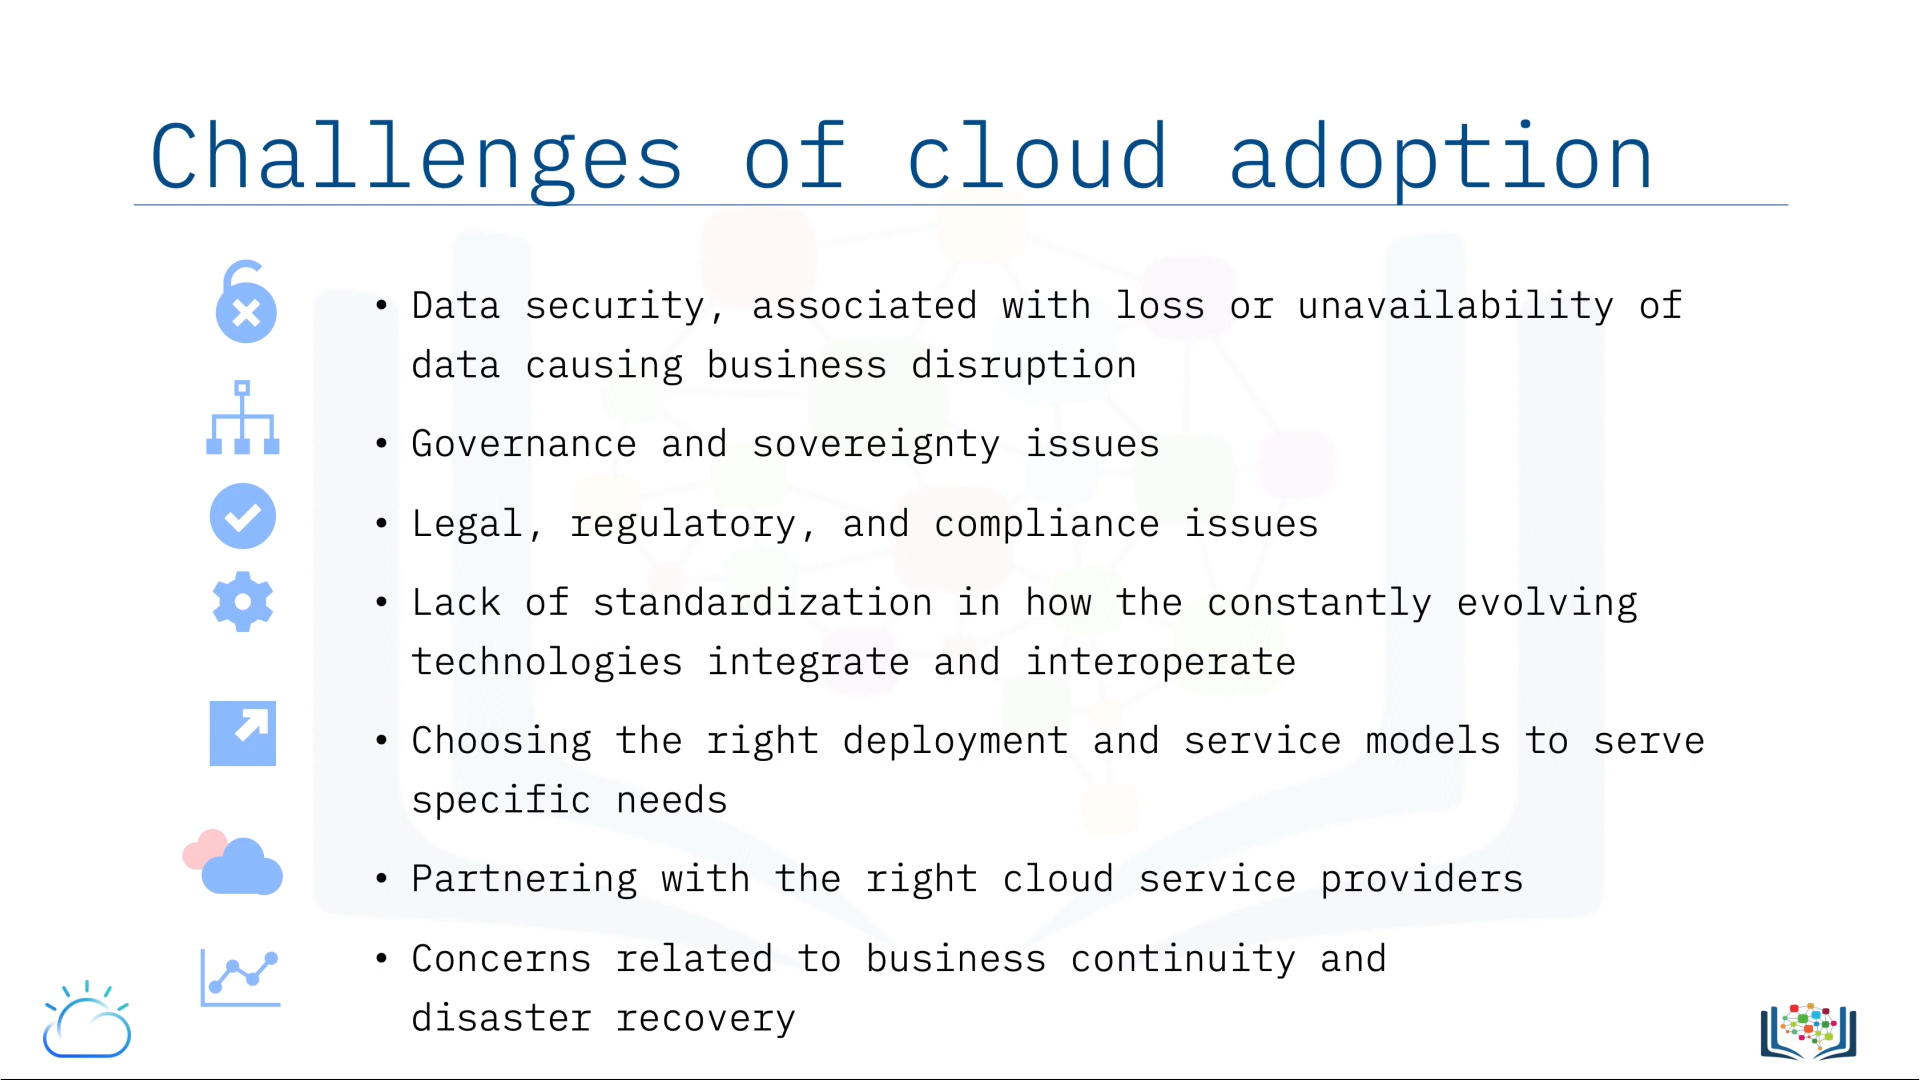 Challenges of cloud adoption
• Data security, associated with loss or unavailability of
data causing business disruption
• Governance and sovereignty issues
• Legal, regulatory, and compliance issues
• Lack of standardization in how the constantly evolving
technologies integrate and interoperate
• Choosing the right deployment and service models to serve
specific needs
• Partnering with the right cloud service providers
• Concerns related to business continuity and
disaster recovery